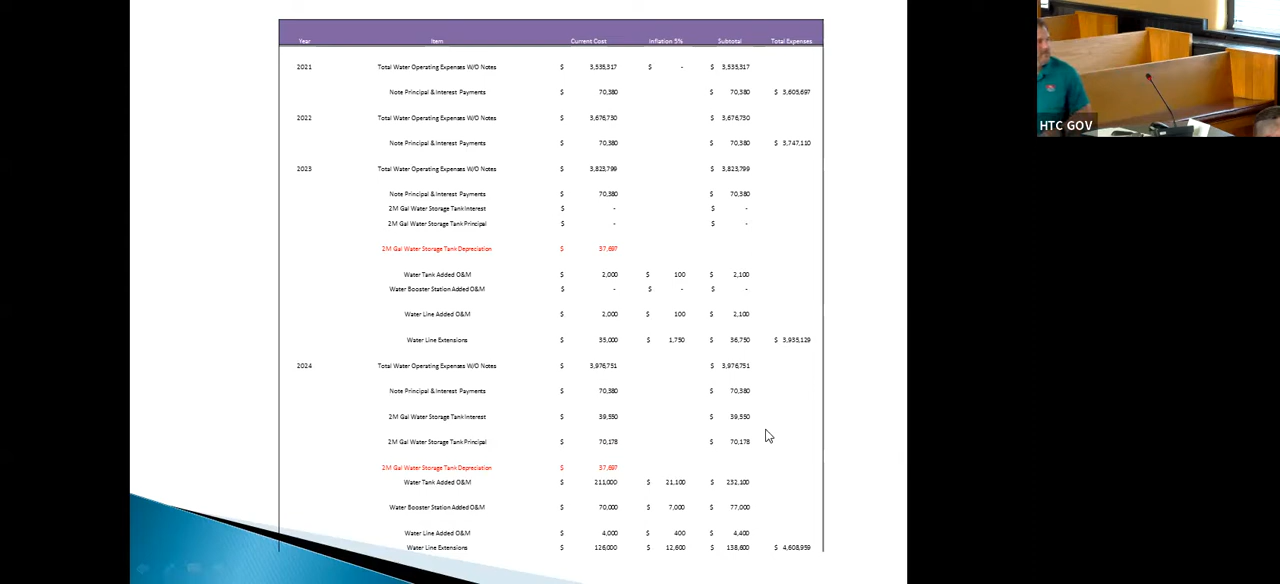 Year Item Current Cost Inflation 5% Subtotal Total Expenses
2021 Total Water Operating Expenses W/O Notes $ 3,535,317 $ - $ 3,535,317
Note Principal & Interest Payments $ 70,380 $ 70,380 $ 3,605,697
2022 Total Water Operating Expenses W/O Notes $ 3,676,730 $ 3,676,730
Note Principal & Interest Payments $ 70,380 $ 70,380 $ 3,747,110
2023 Total Water Operating Expenses W/O Notes $ 3,823,799 $ 3,823,799
Note Principal & Interest Payments $ 70,380 $ 70,380
2M Gal Water Storage Tank Interest $ - $ -
2M Gal Water Storage Tank Principal $ - $ -
2M Gal Water Storage Tank Depreciation $ 37,697
Water Tank Added O&M $ 2,000 $ 100 $ 2,100
Water Booster Station Added O&M $ - $ - $ -
Water Line Added O&M $ 2,000 $ 100 $ 2,100
Water Line Extensions $ 35,000 $ 1,750 $ 36,750 $ 3,935,129
2024 Total Water Operating Expenses W/O Notes $ 3,976,751 $ 3,976,751
Note Principal & Interest Payments $ 70,380 $ 70,380
2M Gal Water Storage Tank Interest $ 39,550 $ 39,550
2M Gal Water Storage Tank Principal $ 70,178 $ 70,178
2M Gal Water Storage Tank Depreciation $ 37,697
Water Tank Added O&M $ 211,000 $ 21,100 $ 232,100
Water Booster Station Added O&M $ 70,000 $ 7,000 $ 77,000
Water Line Added O&M $ 4,000 $ 400 $ 4,400
Water Line Extensions $ 126,000 $ 12,600 $ 138,600 $ 4,608,959
HTC GOV